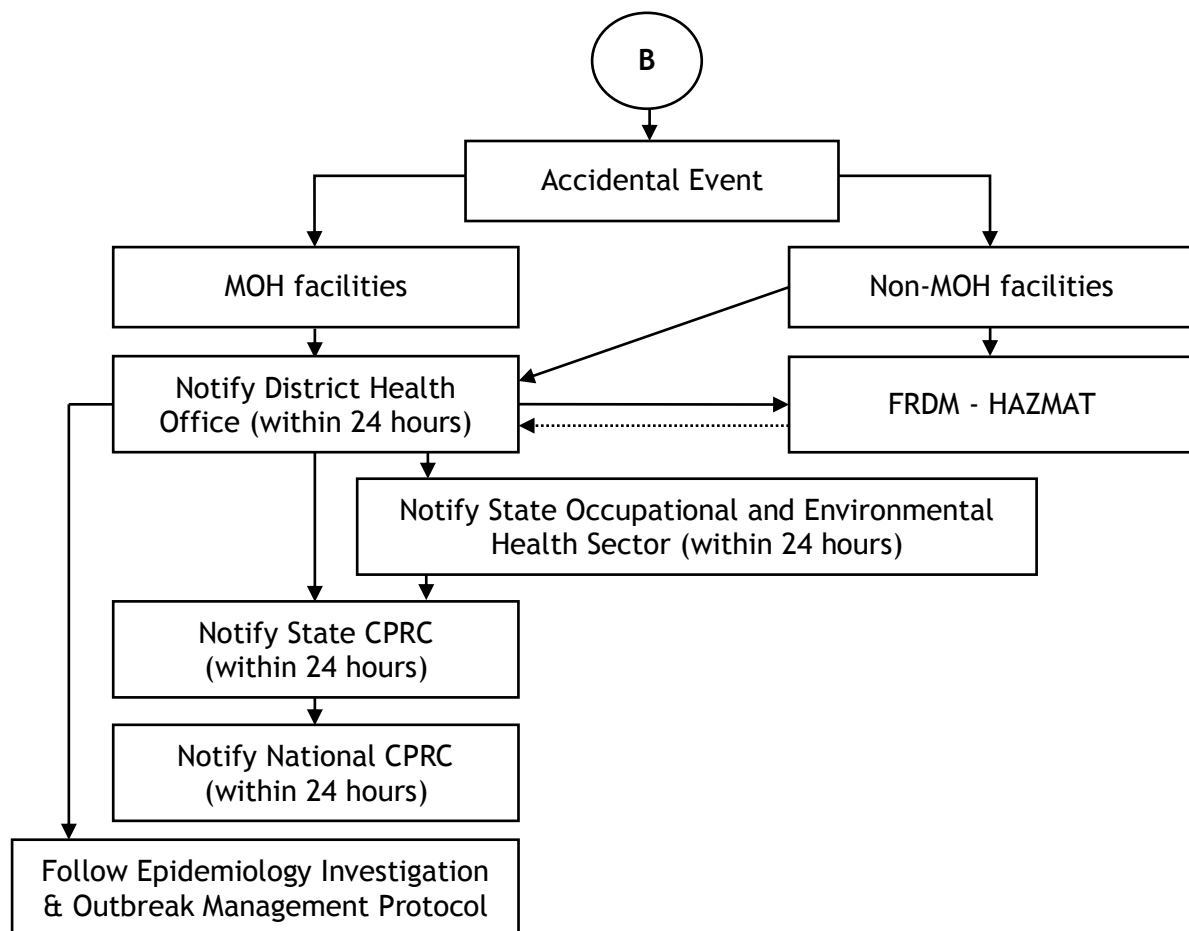 B
Accidental Event
MOH facilities
Non-MOH facilities
Notify District Health
Office (within 24 hours)
FRDM - HAZMAT
Notify State Occupational and Environmental
Health Sector (within 24 hours)
Notify State CPRC
(within 24 hours)
Notify National CPRC
(within 24 hours)
Follow Epidemiology Investigation
& Outbreak Management Protocol